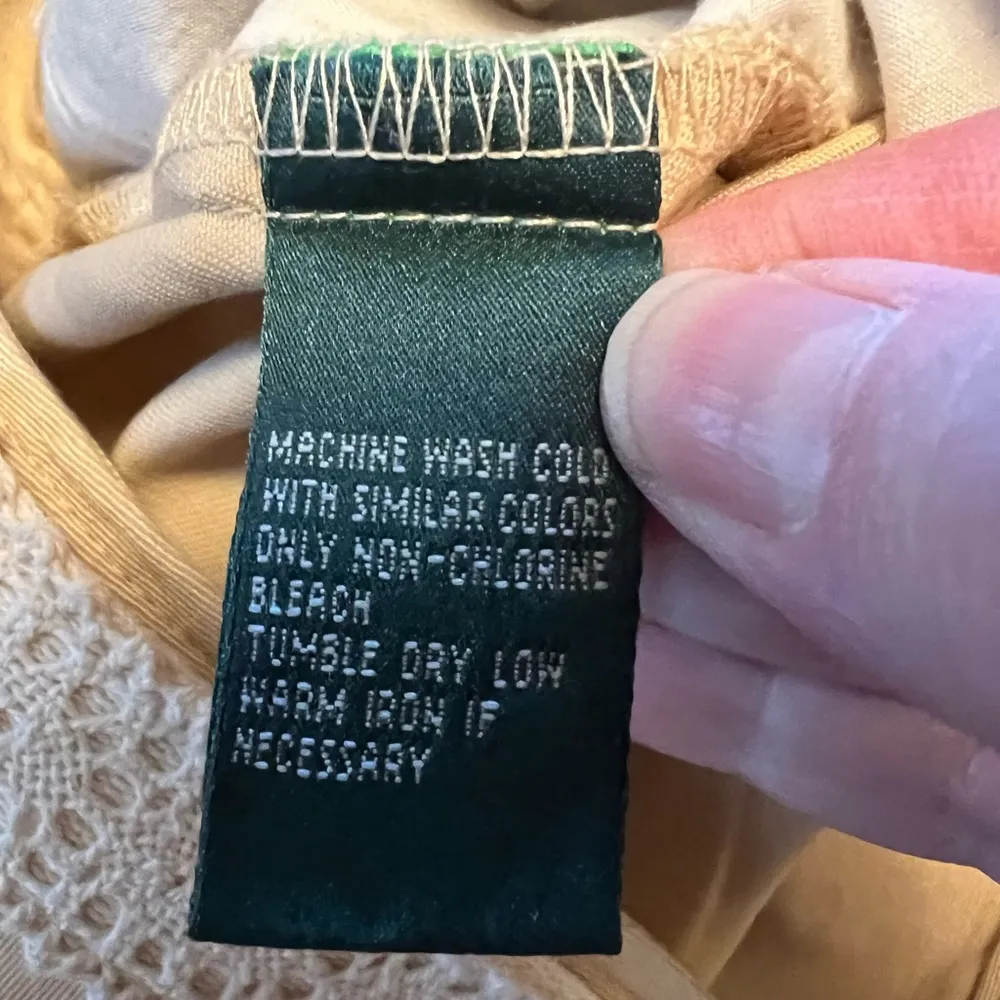 MACHINE WASH COLD
WITH SIMILAR COLORS
ONLY NON-CHLORINE
BLEACH
TUMBLE DRY LOW
WARM IRON IF
NECESSARY